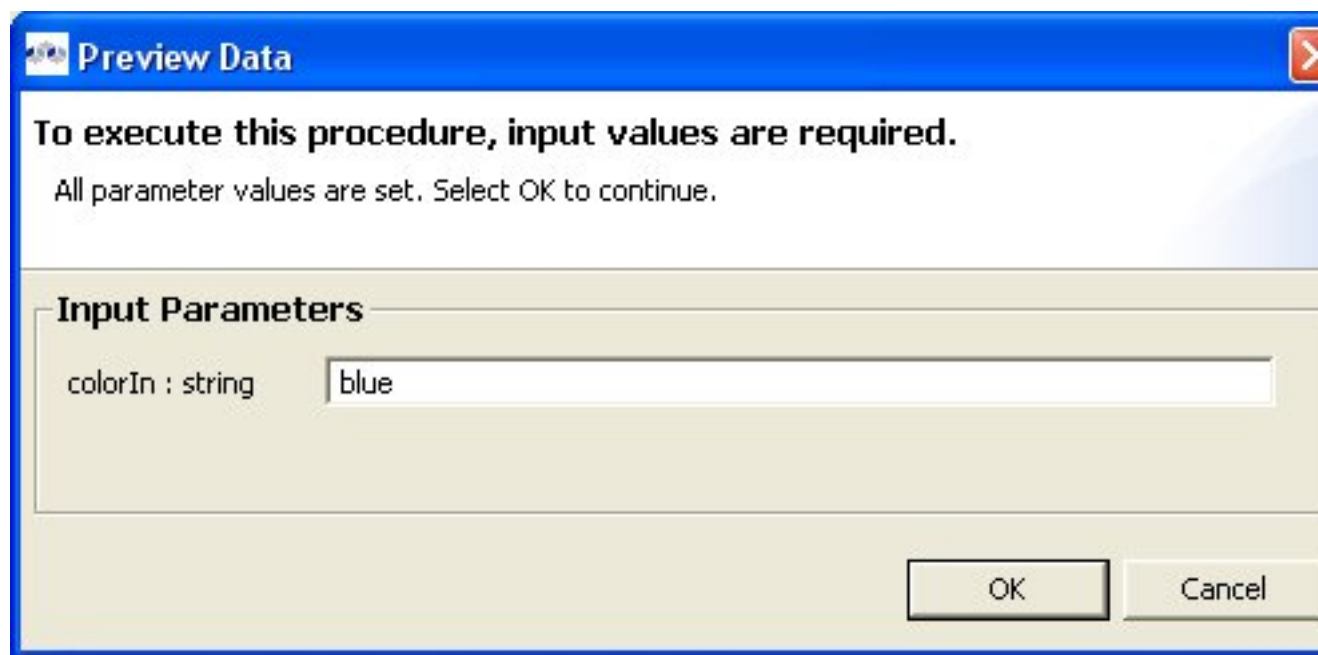 Preview Data
To execute this procedure, input values are required.
All parameter values are set. Select OK to continue.
Input Parameters
colorIn : string blue
OK Cancel